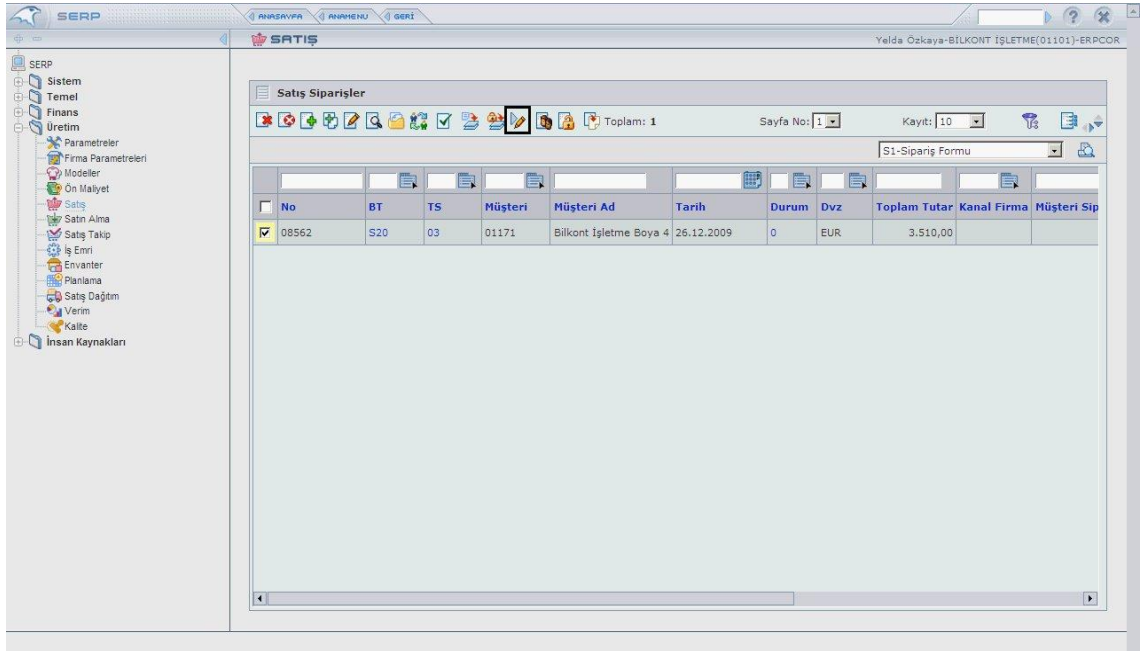 SERP
ANASAYFA ANAMENU GERİ
SATIŞ
Yelda Özkaya-BİLKONT İŞLETME(01101)-ERPCOR
SERP
Sistem
Temel
Finans
Üretim
Parametreler
Firma Parametreleri
Modeller
Ön Maliyet
Satış
Satın Alma
Satış Takip
İş Emri
Envanter
Planlama
Satış Dağıtım
Verim
Kalite
İnsan Kaynakları
Satış Siparişler
Toplam: 1 Sayfa No: 1 Kayıt: 10
S1-Sipariş Formu
No BT TS Müşteri Müşteri Ad Tarih Durum Dvz Toplam Tutar Kanal Firma Müşteri Sip
08562 S20 03 01171 Bilkont İşletme Boya 4 26.12.2009 0 EUR 3.510,00